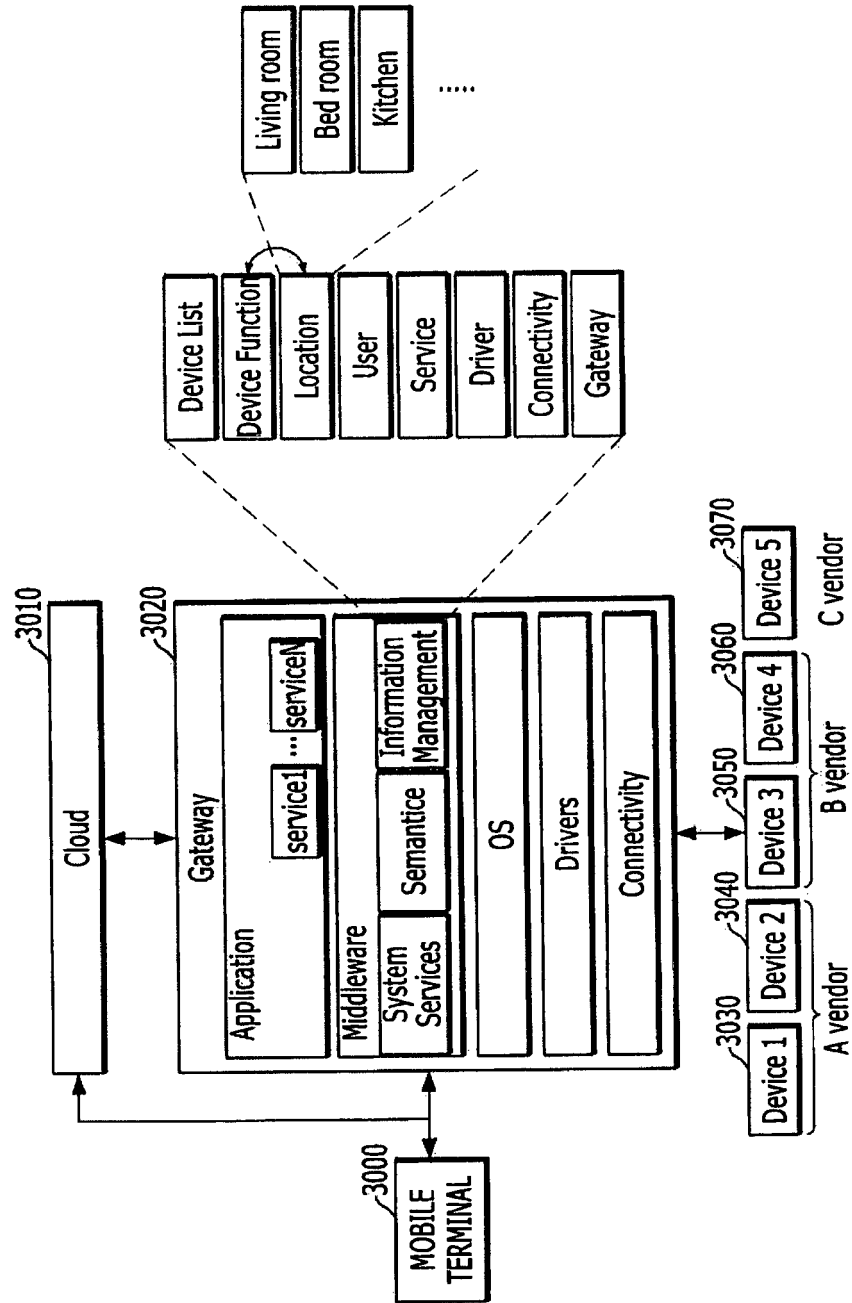 3010
Cloud
3020
Gateway
Application
service1
...
serviceN
Middleware
System
Services
Semantice
Information
Management
OS
Drivers
Connectivity
3000
MOBILE
TERMINAL
3030
Device 1
3040
Device 2
3050
Device 3
3060
Device 4
3070
Device 5
A vendor
B vendor
C vendor
Device List
Device Function
Location
User
Service
Driver
Connectivity
Gateway
Living room
Bed room
Kitchen
.....